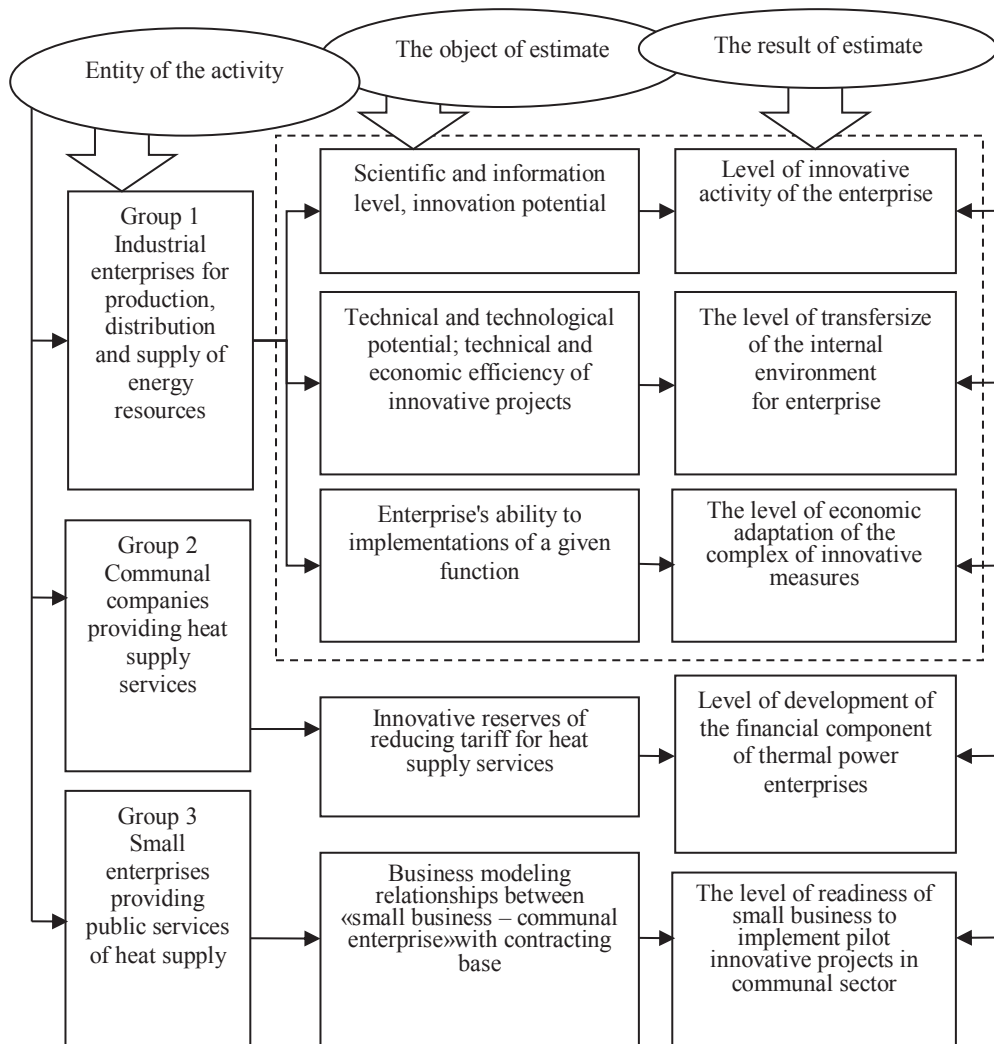 Entity of the activity
The object of estimate
The result of estimate
Group 1
Industrial
enterprises for
production,
distribution
and supply of
energy
resources
Scientific and information
level, innovation potential
Level of innovative
activity of the enterprise
Technical and technological
potential; technical and
economic efficiency of
innovative projects
The level of transfersize
of the internal
environment
for enterprise
Enterprise's ability to
implementations of a given
function
The level of economic
adaptation of the
complex of innovative
measures
Group 2
Communal
companies
providing heat
supply
services
Innovative reserves of
reducing tariff for heat
supply services
Level of development of
the financial component
of thermal power
enterprises
Group 3
Small
enterprises
providing
public services
of heat supply
Business modeling
relationships between
«small business – communal
enterprise»with contracting
base
The level of readiness of
small business to
implement pilot
innovative projects in
communal sector